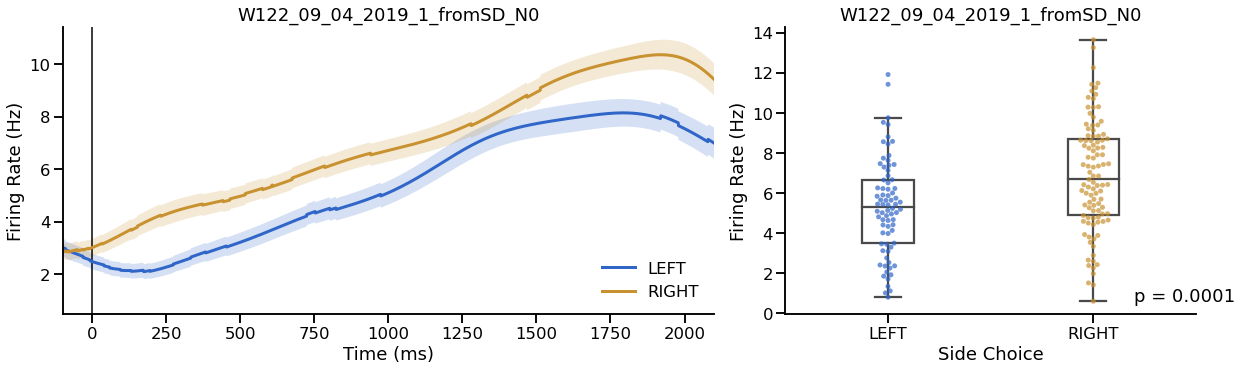 W122_09_04_2019_1_fromSD_N0
Firing Rate (Hz)
10
8
6
4
2
0
250
500
750
1000
1250
1500
1750
2000
Time (ms)
LEFT
RIGHT
W122_09_04_2019_1_fromSD_N0
Firing Rate (Hz)
14
12
10
8
6
4
2
0
p = 0.0001
LEFT
RIGHT
Side Choice